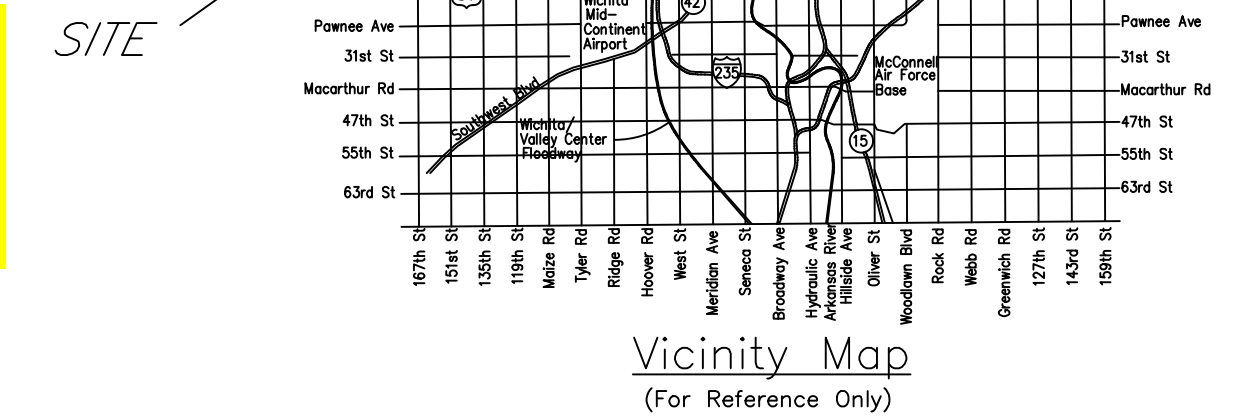 SITE
Wichita
Mid-
Continent
Airport
42
Pawnee Ave
Pawnee Ave
31st St
31st St
235
McConnell
Air Force
Base
Macarthur Rd
Macarthur Rd
Southwest Blvd
47th St
47th St
Wichita/
Valley Center
Floodway
15
55th St
55th St
63rd St
63rd St
167th St
151st St
135th St
119th St
Maize Rd
Tyler Rd
Ridge Rd
Hoover Rd
West St
Meridian Ave
Seneca St
Broadway Ave
Hydraulic Ave
Arkansas River
Hillside Ave
Oliver St
Woodlawn Blvd
Rock Rd
Webb Rd
Greenwich Rd
127th St
143rd St
159th St
Vicinity Map
(For Reference Only)